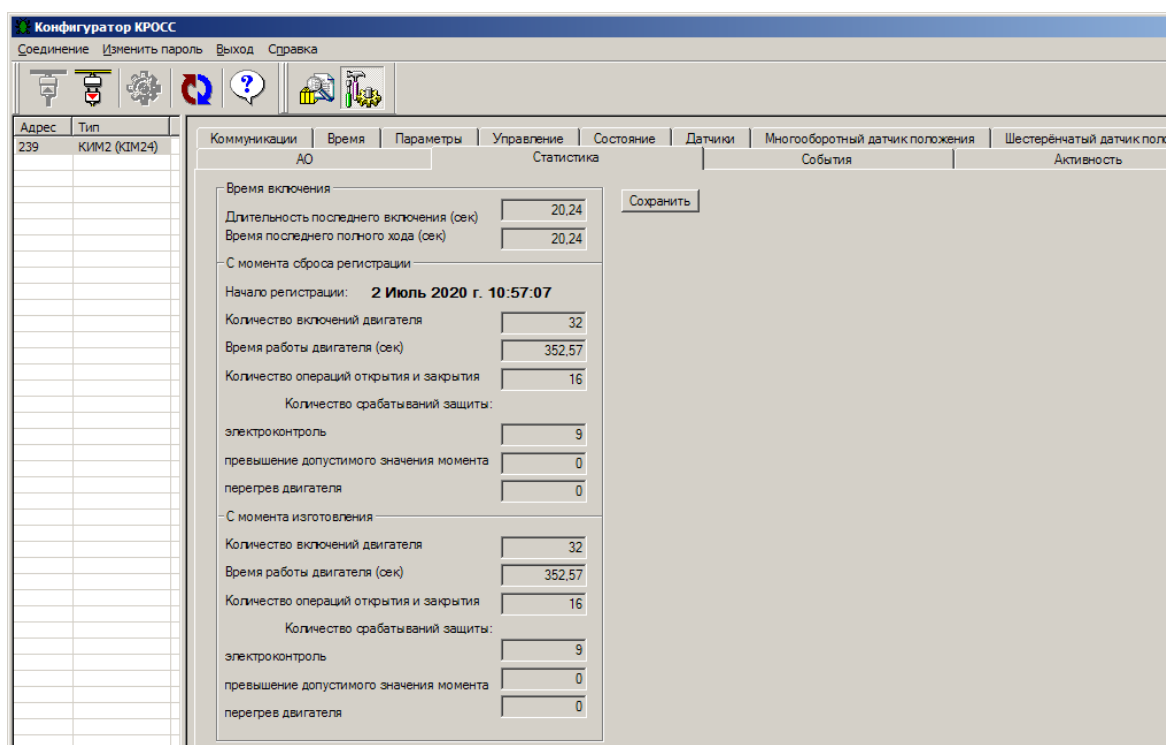 Конфигуратор КРОСС
Соединение Изменить пароль Выход Справка
Адрес Тип
239 КИМ2 (KIM24)
Коммуникации Время Параметры Управление Состояние Датчики Многооборотный датчик положения Шестерёнчатый датчик пол
АО Статистика События Активность
Время включения
Сохранить
Длительность последнего включения (сек) 20,24
Время последнего полного хода (сек) 20,24
С момента сброса регистрации
Начало регистрации: 2 Июль 2020 г. 10:57:07
Количество включений двигателя 32
Время работы двигателя (сек) 352,57
Количество операций открытия и закрытия 16
Количество срабатываний защиты:
электроконтроль 9
превышение допустимого значения момента 0
перегрев двигателя 0
С момента изготовления
Количество включений двигателя 32
Время работы двигателя (сек) 352,57
Количество операций открытия и закрытия 16
Количество срабатываний защиты:
электроконтроль 9
превышение допустимого значения момента 0
перегрев двигателя 0